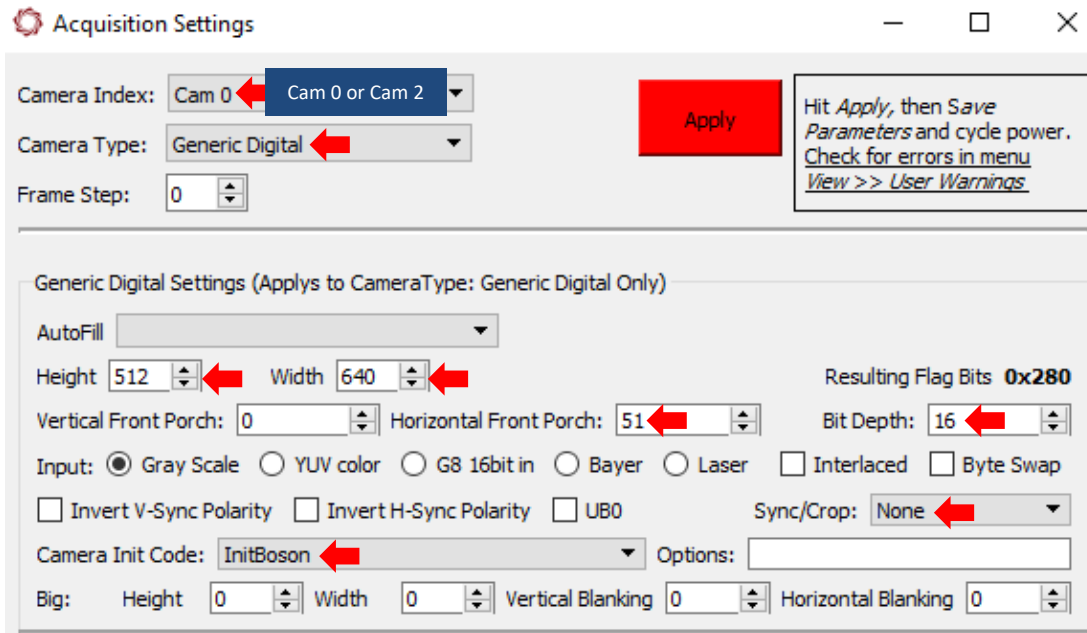 Acquisition Settings
Camera Index: Cam 0 Cam 0 or Cam 2
Apply
Hit Apply, then Save
Parameters and cycle power.
Check for errors in menu
View >> User Warnings
Camera Type: Generic Digital
Frame Step: 0
Generic Digital Settings (Applys to CameraType: Generic Digital Only)
AutoFill
Height 512 Width 640 Resulting Flag Bits 0x280
Vertical Front Porch: 0 Horizontal Front Porch: 51 Bit Depth: 16
Input: Gray Scale YUV color G8 16bit in Bayer Laser Interlaced Byte Swap
Invert V-Sync Polarity Invert H-Sync Polarity UB0 Sync/Crop: None
Camera Init Code: InitBoson Options:
Big: Height 0 Width 0 Vertical Blanking 0 Horizontal Blanking 0